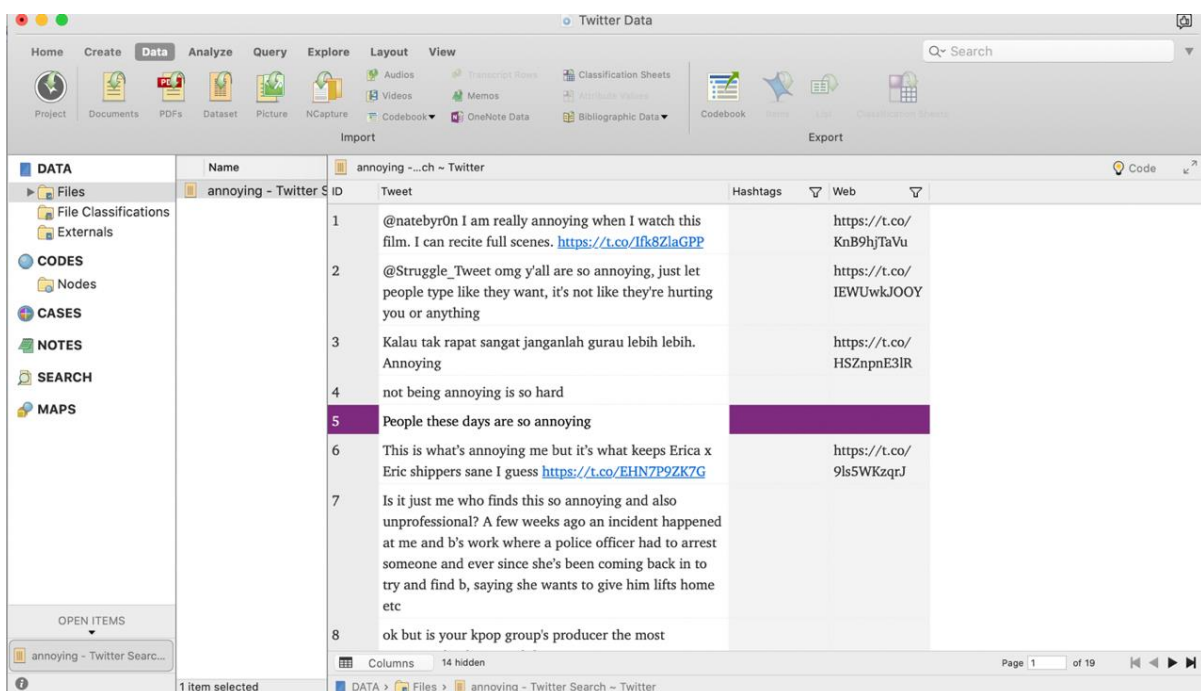 Twitter Data
Home Create Data Analyze Query Explore Layout View
Search
Project
Documents
PDFs
Dataset
Picture
NCapture
Audios
Videos
Codebook
Transcript Rows
Memos
OneNote Data
Classification Sheets
Attribute Values
Bibliographic Data
Import
Codebook
List
Classification Sheets
Export
DATA
Files
File Classifications
Externals
CODES
Nodes
CASES
NOTES
SEARCH
MAPS
OPEN ITEMS
annoying - Twitter Searc...
Name
annoying - Twitter S
1 item selected
annoying -...ch ~ Twitter
Code
ID Tweet Hashtags Web
1 @natebyr0n I am really annoying when I watch this https://t.co/
film. I can recite full scenes. https://t.co/Ifk8ZlaGPP KnB9hjTaVu
2 @Struggle_Tweet omg y'all are so annoying, just let https://t.co/
people type like they want, it's not like they're hurting IEWUwkJOOY
you or anything
3 Kalau tak rapat sangat janganlah gurau lebih lebih. https://t.co/
Annoying HSZnpnE3lR
4 not being annoying is so hard
5 People these days are so annoying
6 This is what's annoying me but it's what keeps Erica x https://t.co/
Eric shippers sane I guess https://t.co/EHN7P9ZK7G 9ls5WKzqrJ
7 Is it just me who finds this so annoying and also
unprofessional? A few weeks ago an incident happened
at me and b's work where a police officer had to arrest
someone and ever since she's been coming back in to
try and find b, saying she wants to give him lifts home
etc
8 ok but is your kpop group's producer the most
Columns 14 hidden
Page 1 of 19
DATA > Files > annoying - Twitter Search ~ Twitter